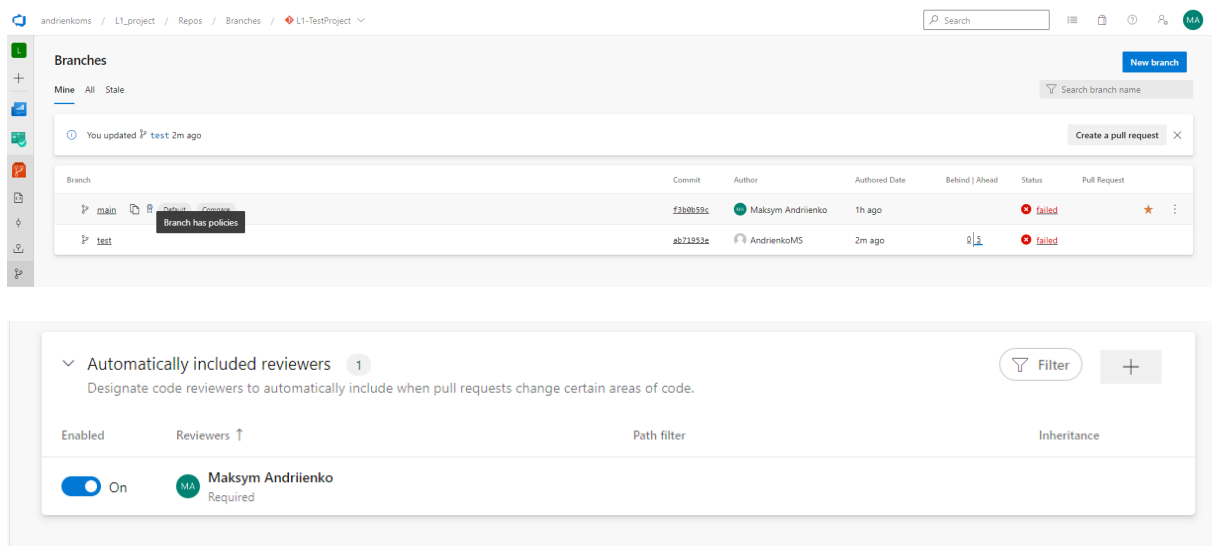 andrienkoms / L1_project / Repos / Branches / L1-TestProject
Search
MA
L
Branches
New branch
Mine All Stale
Search branch name
You updated test 2m ago
Create a pull request
Branch Commit Author Authored Date Behind | Ahead Status Pull Request
main Default Compare f3b0b59c MA Maksym Andriienko 1h ago failed
Branch has policies
test ab71953e AndrienkoMS 2m ago 0 5 failed
Automatically included reviewers 1
Filter
Designate code reviewers to automatically include when pull requests change certain areas of code.
Enabled Reviewers ↑ Path filter Inheritance
On MA Maksym Andriienko
Required